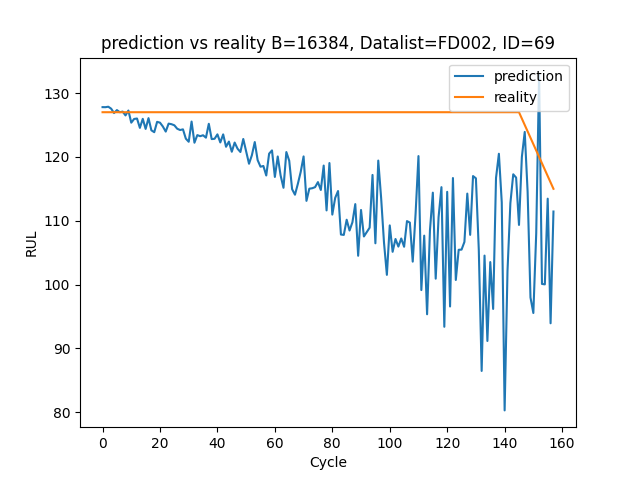 prediction vs reality B=16384, Datalist=FD002, ID=69
prediction
reality
130
120
110
100
90
80
RUL
0 20 40 60 80 100 120 140 160
Cycle